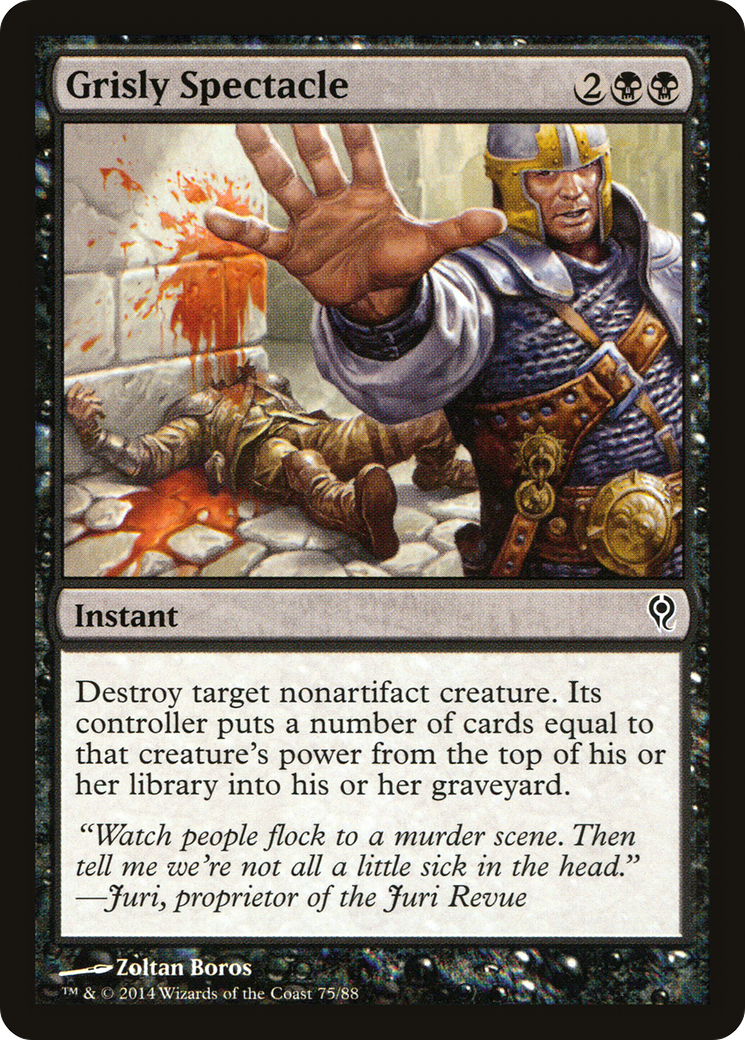 Grisly Spectacle 2
Instant
Destroy target nonartifact creature. Its
controller puts a number of cards equal to
that creature's power from the top of his or
her library into his or her graveyard.
"Watch people flock to a murder scene. Then
tell me we're not all a little sick in the head."
—Juri, proprietor of the Juri Revue
Zoltan Boros
™ & © 2014 Wizards of the Coast 75/88